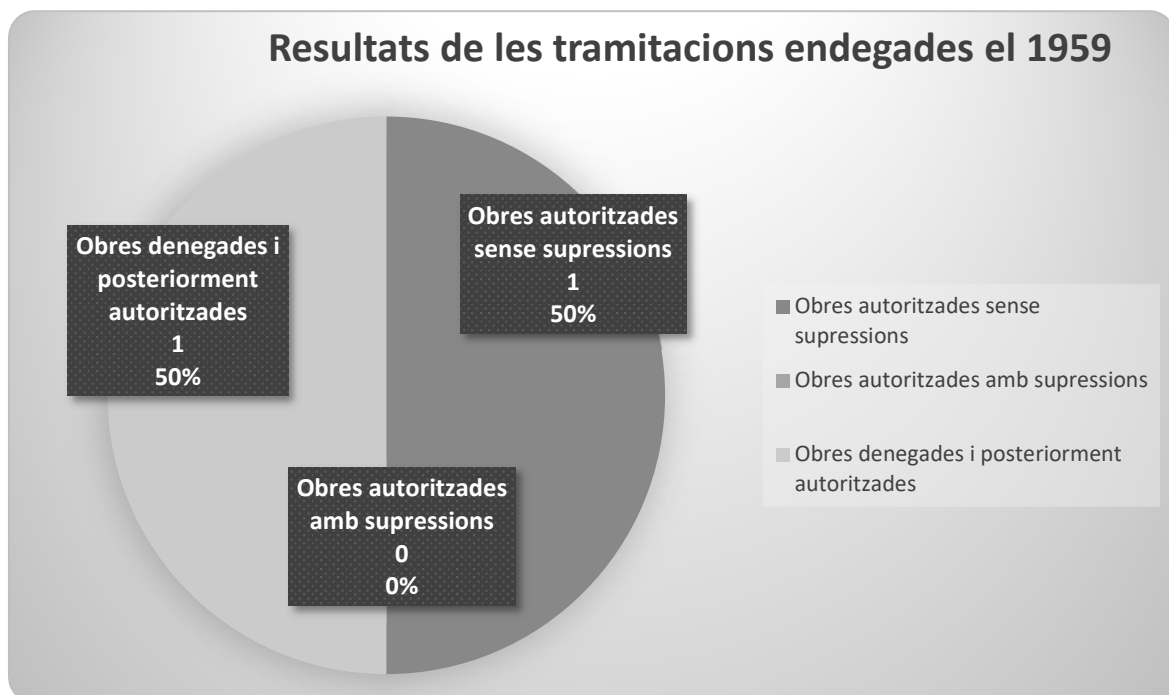 Resultats de les tramitacions endegades el 1959
Obres autoritzades
sense supressions
1
50%
Obres denegades i
posteriorment
autoritzades
1
50%
Obres autoritzades
amb supressions
0
0%
Obres autoritzades sense
supressions
Obres autoritzades amb supressions
Obres denegades i posteriorment
autoritzades